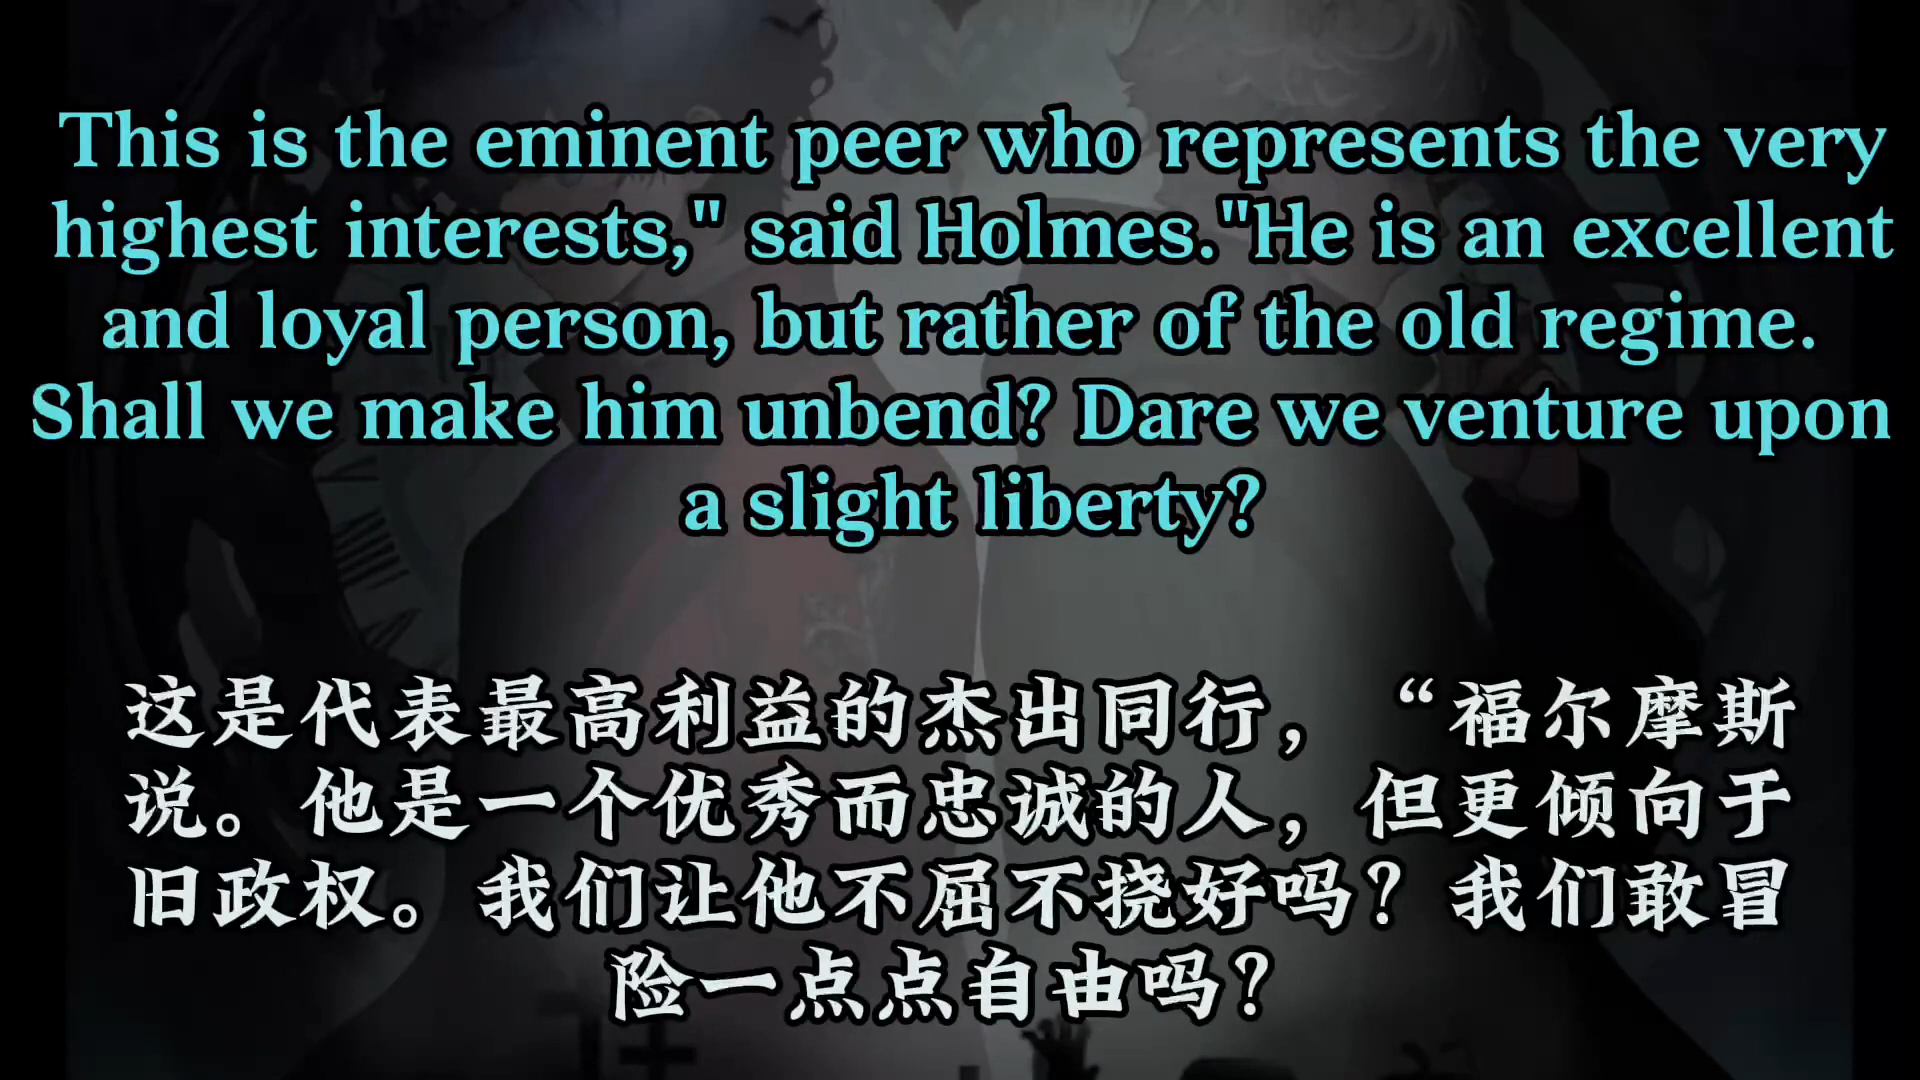 This is the eminent peer who represents the very
highest interests," said Holmes."He is an excellent
and loyal person, but rather of the old regime.
Shall we make him unbend? Dare we venture upon
a slight liberty?
这是代表最高利益的杰出同行，“福尔摩斯
说。他是一个优秀而忠诚的人，但更倾向于
旧政权。我们让他不屈不挠好吗？我们敢冒
险一点点自由吗？